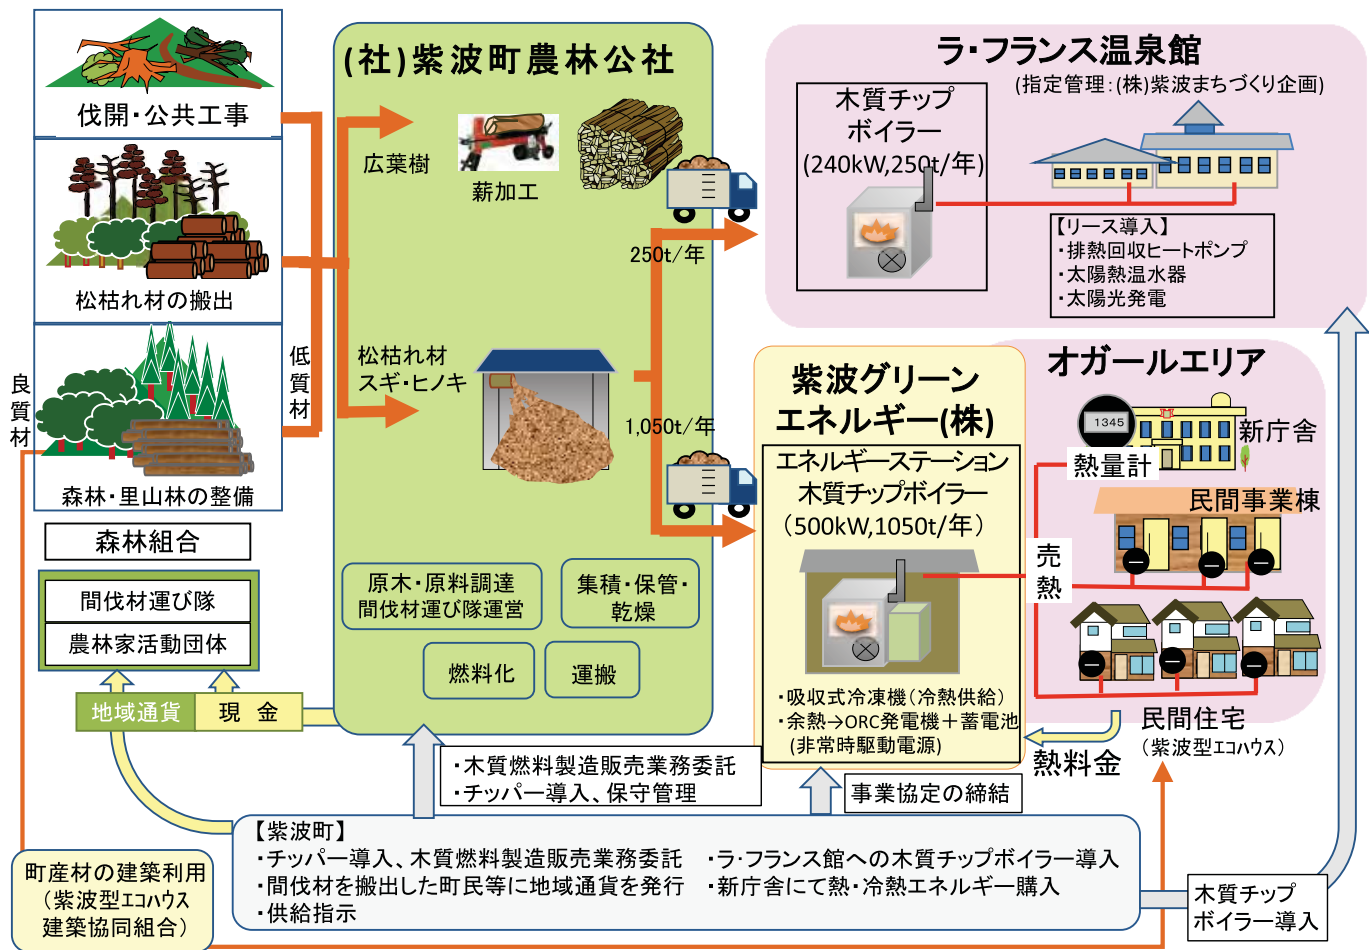 伐開・公共工事
松枯れ材の搬出
森林・里山林の整備
良質材
低質材
森林組合
間伐材運び隊
農林家活動団体
地域通貨
現金
(社)紫波町農林公社
広葉樹
薪加工
松枯れ材
スギ・ヒノキ
250t/年
1,050t/年
原木・原料調達
間伐材運び隊運営
集積・保管・
乾燥
燃料化
運搬
ラ・フランス温泉館
(指定管理:(株)紫波まちづくり企画)
木質チップ
ボイラー
(240kW,250t/年)
【リース導入】
・排熱回収ヒートポンプ
・太陽熱温水器
・太陽光発電
紫波グリーン
エネルギー(株)
エネルギーステーション
木質チップボイラー
(500kW,1050t/年)
・吸収式冷凍機(冷熱供給)
・余熱→ORC発電機+蓄電池
(非常時駆動電源)
オガールエリア
1345
新庁舎
熱量計
民間事業棟
売熱
民間住宅
(紫波型エコハウス)
熱料金
・木質燃料製造販売業務委託
・チッパー導入、保守管理
事業協定の締結
【紫波町】
・チッパー導入、木質燃料製造販売業務委託
・間伐材を搬出した町民等に地域通貨を発行
・供給指示
・ラ・フランス館への木質チップボイラー導入
・新庁舎にて熱・冷熱エネルギー購入
町産材の建築利用
(紫波型エコハウス
建築協同組合)
木質チップ
ボイラー導入